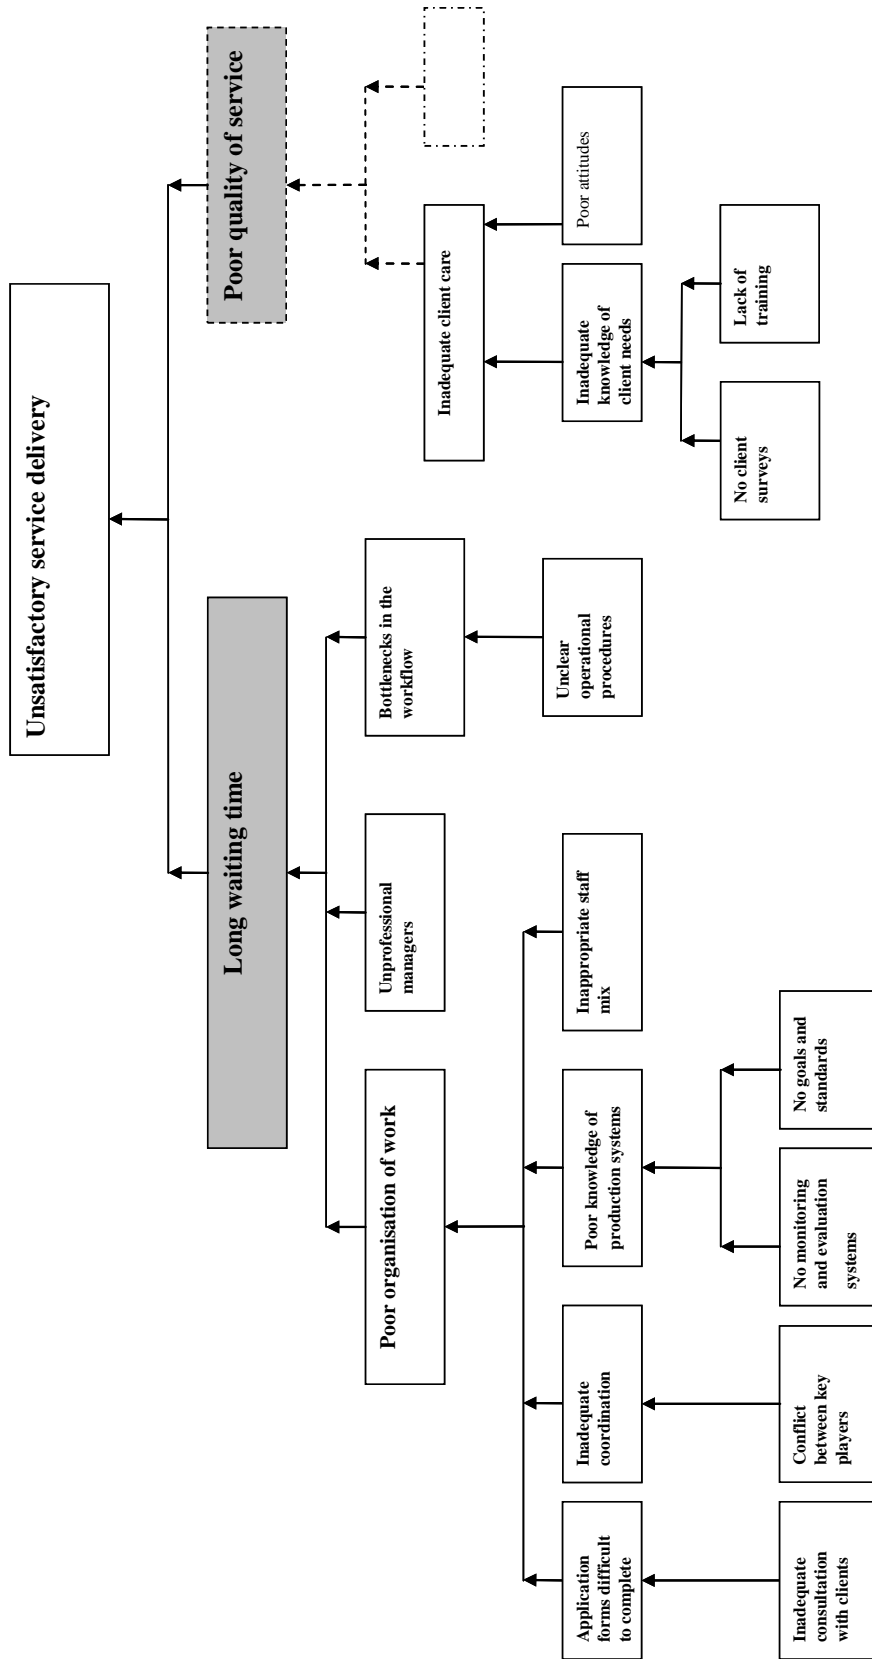 Unsatisfactory service delivery
Long waiting time
Poor quality of service
Poor organisation of work
Unprofessional
managers
Bottlenecks in the
workflow
Inadequate client care
Application
forms difficult
to complete
Inadequate
coordination
Poor knowledge of
production systems
Inappropriate staff
mix
Unclear
operational
procedures
Inadequate
knowledge of
client needs
Poor attitudes
Inadequate
consultation
with clients
Conflict
between key
players
No monitoring
and evaluation
systems
No goals and
standards
No client
surveys
Lack of
training